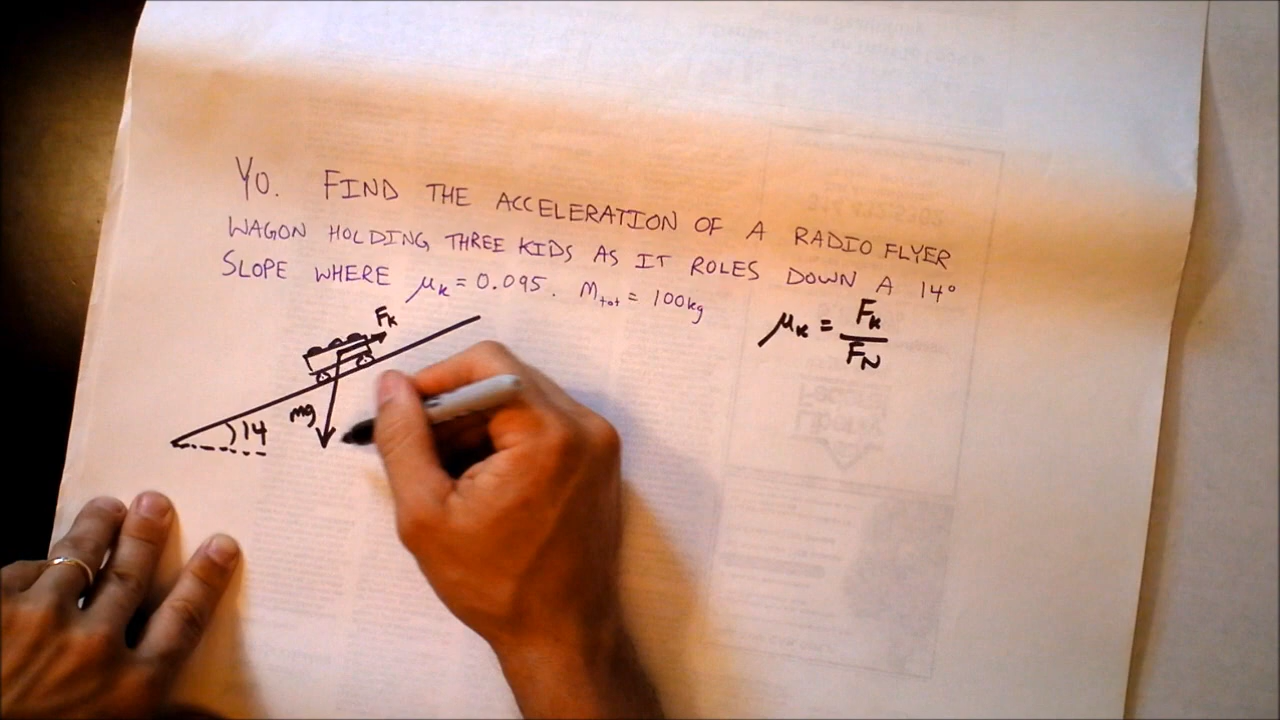 YO. FIND THE ACCELERATION OF A RADIO FLYER
WAGON HOLDING THREE KIDS AS IT ROLES DOWN A 14°
SLOPE WHERE μk = 0.095. Mtot = 100kg
μk = Fk / FN
Fk
mg
14